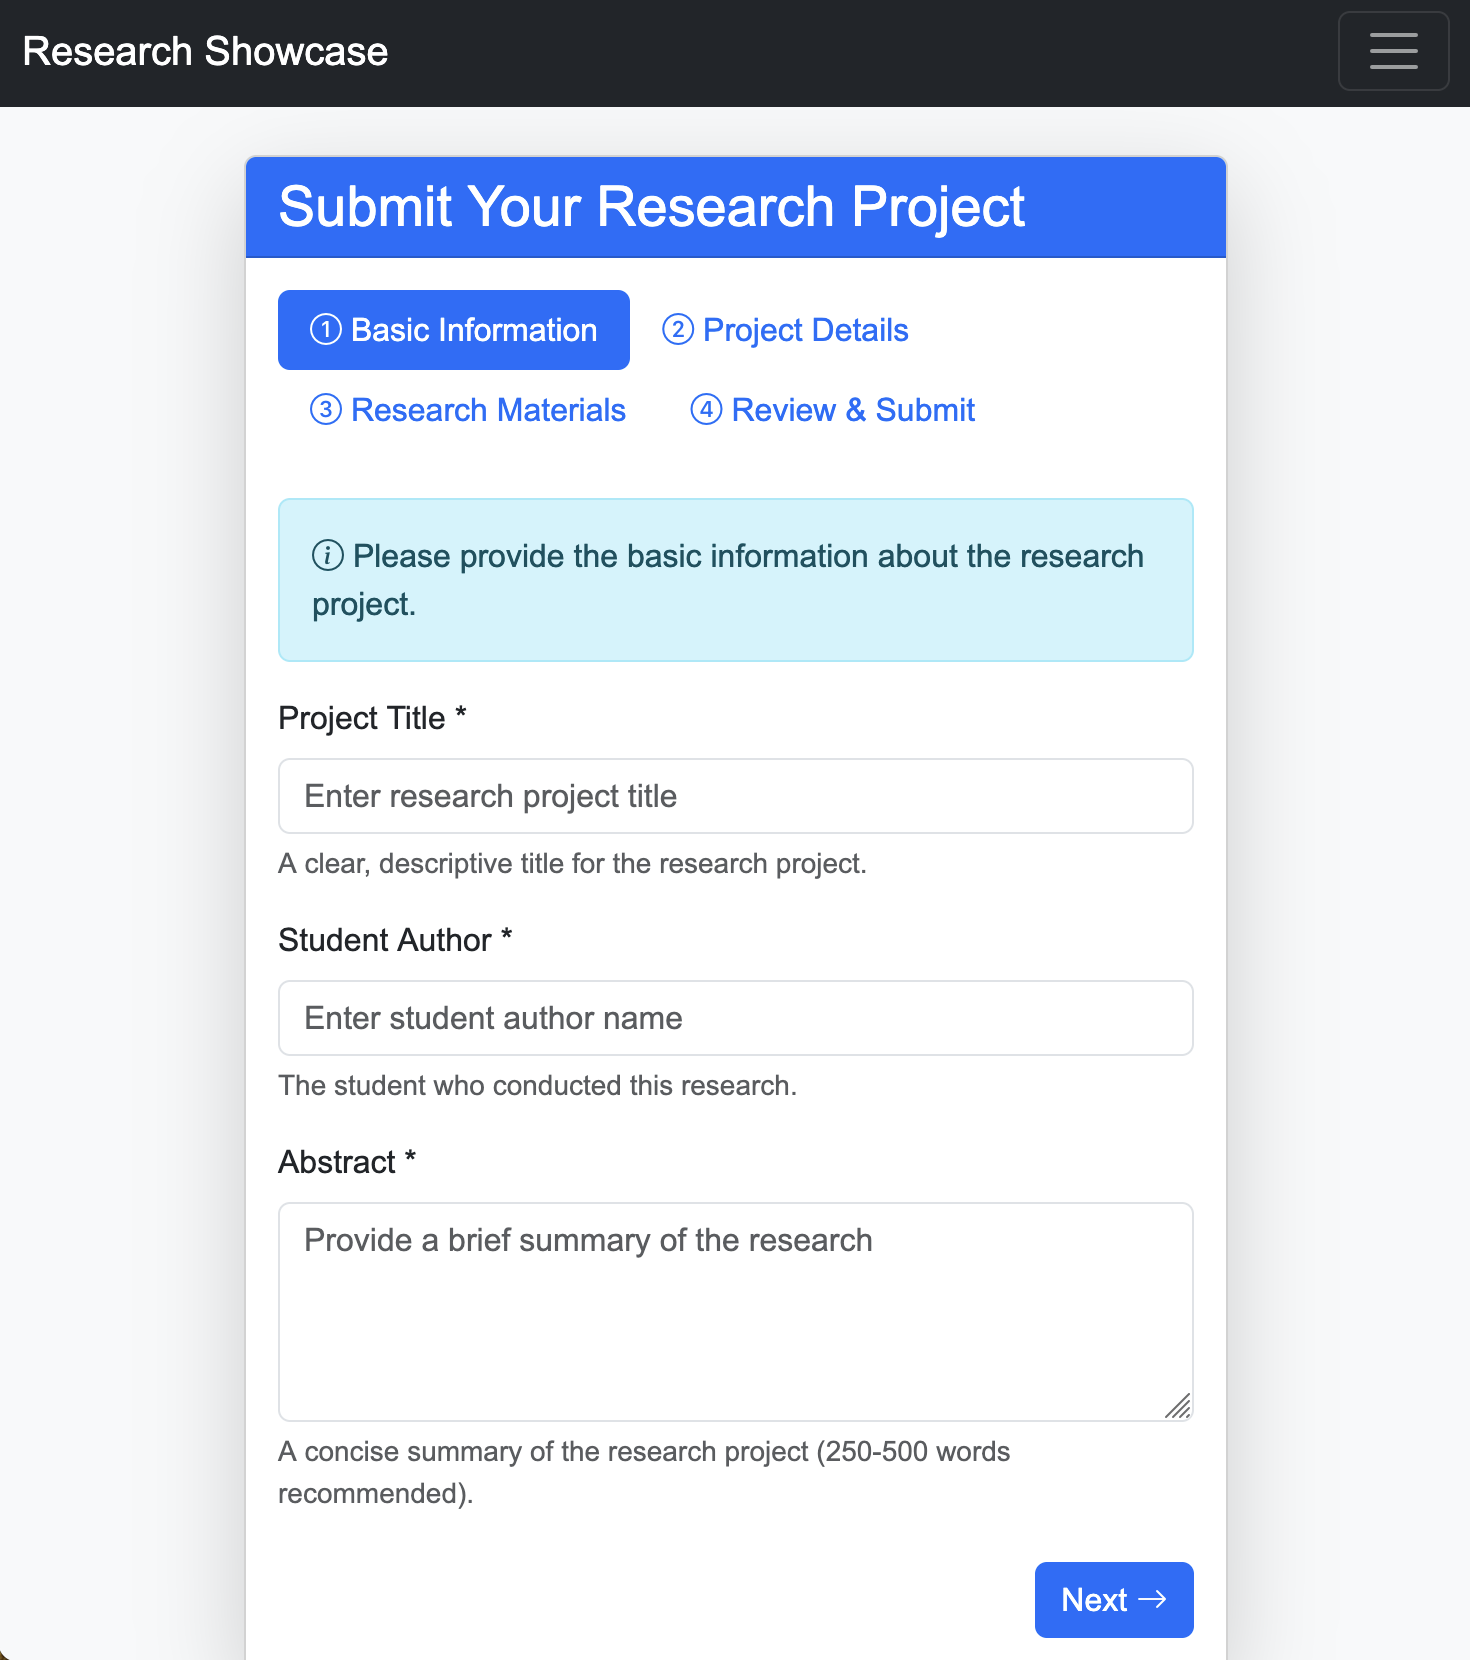 Research Showcase
Submit Your Research Project
1 Basic Information
2 Project Details
3 Research Materials
4 Review & Submit
i Please provide the basic information about the research
project.
Project Title *
Enter research project title
A clear, descriptive title for the research project.
Student Author *
Enter student author name
The student who conducted this research.
Abstract *
Provide a brief summary of the research
A concise summary of the research project (250-500 words
recommended).
Next →